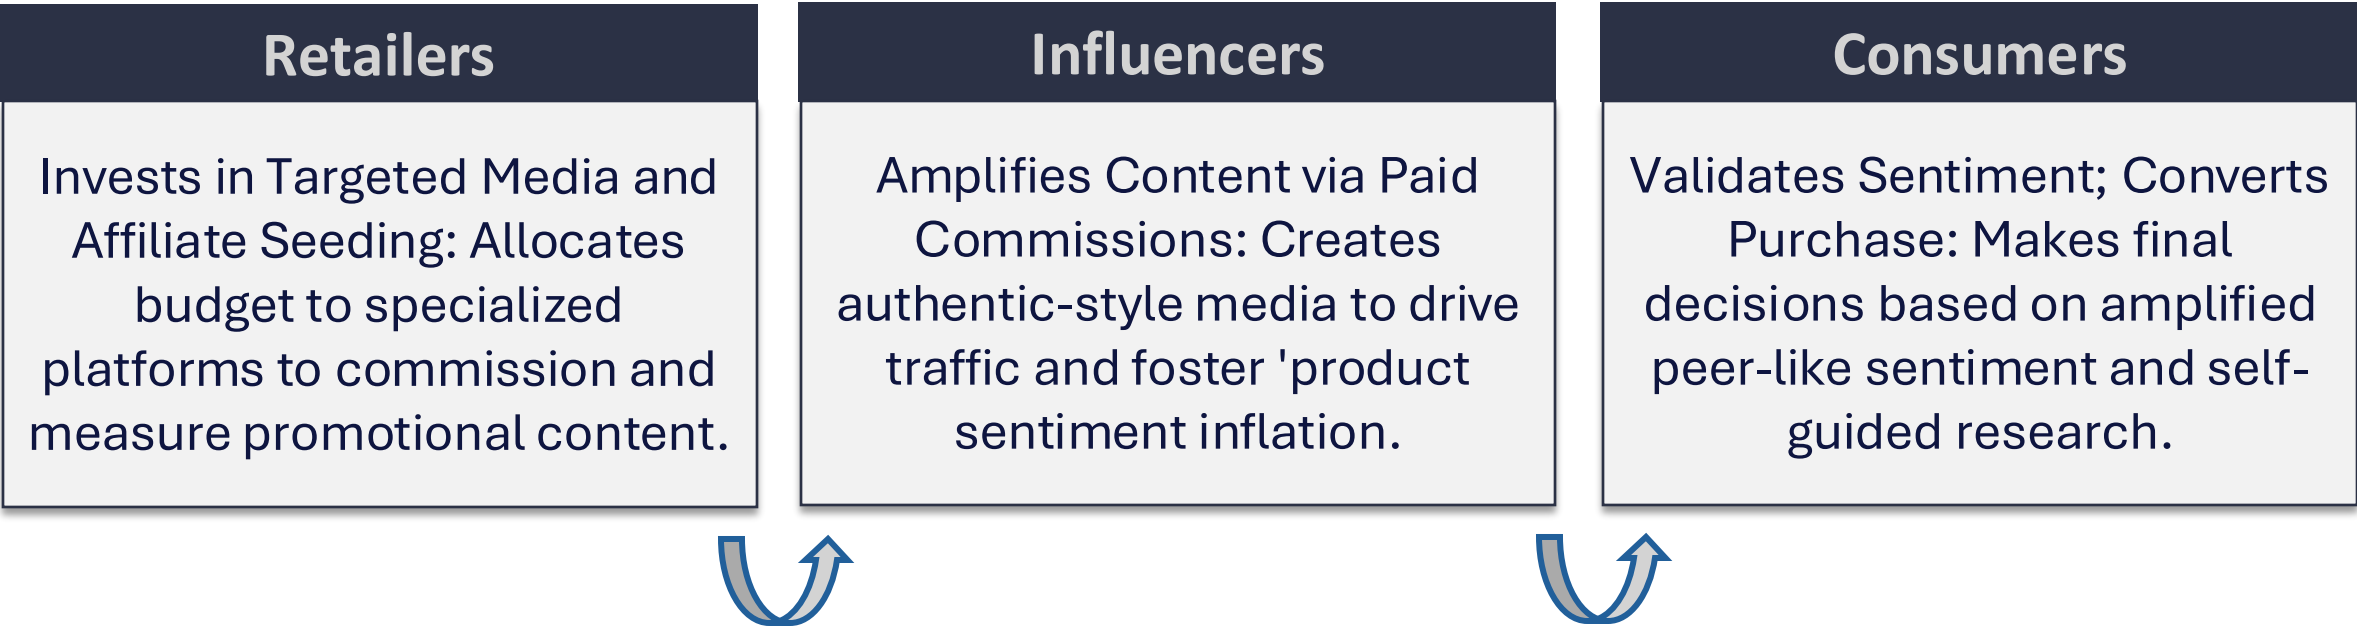 Retailers
Invests in Targeted Media and
Affiliate Seeding: Allocates
budget to specialized
platforms to commission and
measure promotional content.
Influencers
Amplifies Content via Paid
Commissions: Creates
authentic-style media to drive
traffic and foster 'product
sentiment inflation.
Consumers
Validates Sentiment; Converts
Purchase: Makes final
decisions based on amplified
peer-like sentiment and self-
guided research.